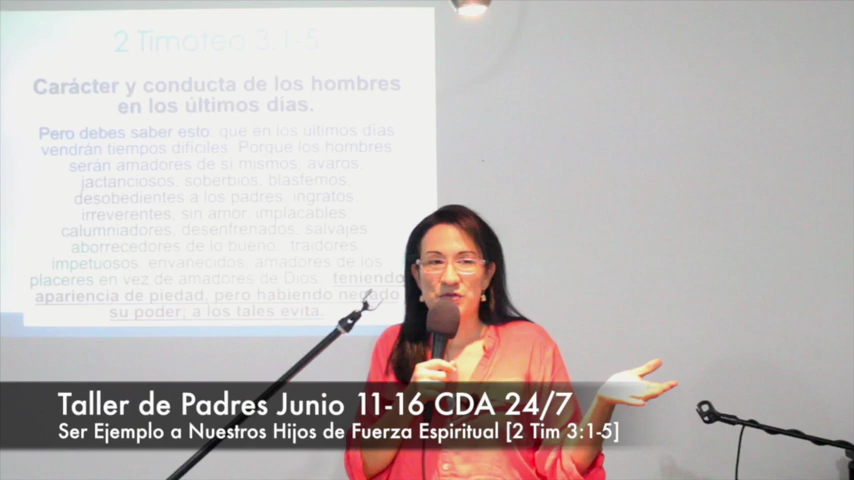 2 Timoteo 3.1-5
Carácter y conducta de los hombres
en los últimos días.
Pero debes saber esto: que en los últimos días
vendrán tiempos difíciles. Porque los hombres
serán amadores de sí mismos, avaros,
jactanciosos, soberbios, blasfemos,
desobedientes a los padres, ingratos,
irreverentes, sin amor, implacables,
calumniadores, desenfrenados, salvajes
aborrecedores de lo bueno, traidores
impetuosos, envanecidos, amadores de los
placeres en vez de amadores de Dios; teniendo
apariencia de piedad, pero habiendo negado
su poder; a los tales evita.
Taller de Padres Junio 11-16 CDA 24/7
Ser Ejemplo a Nuestros Hijos de Fuerza Espiritual [2 Tim 3:1-5]